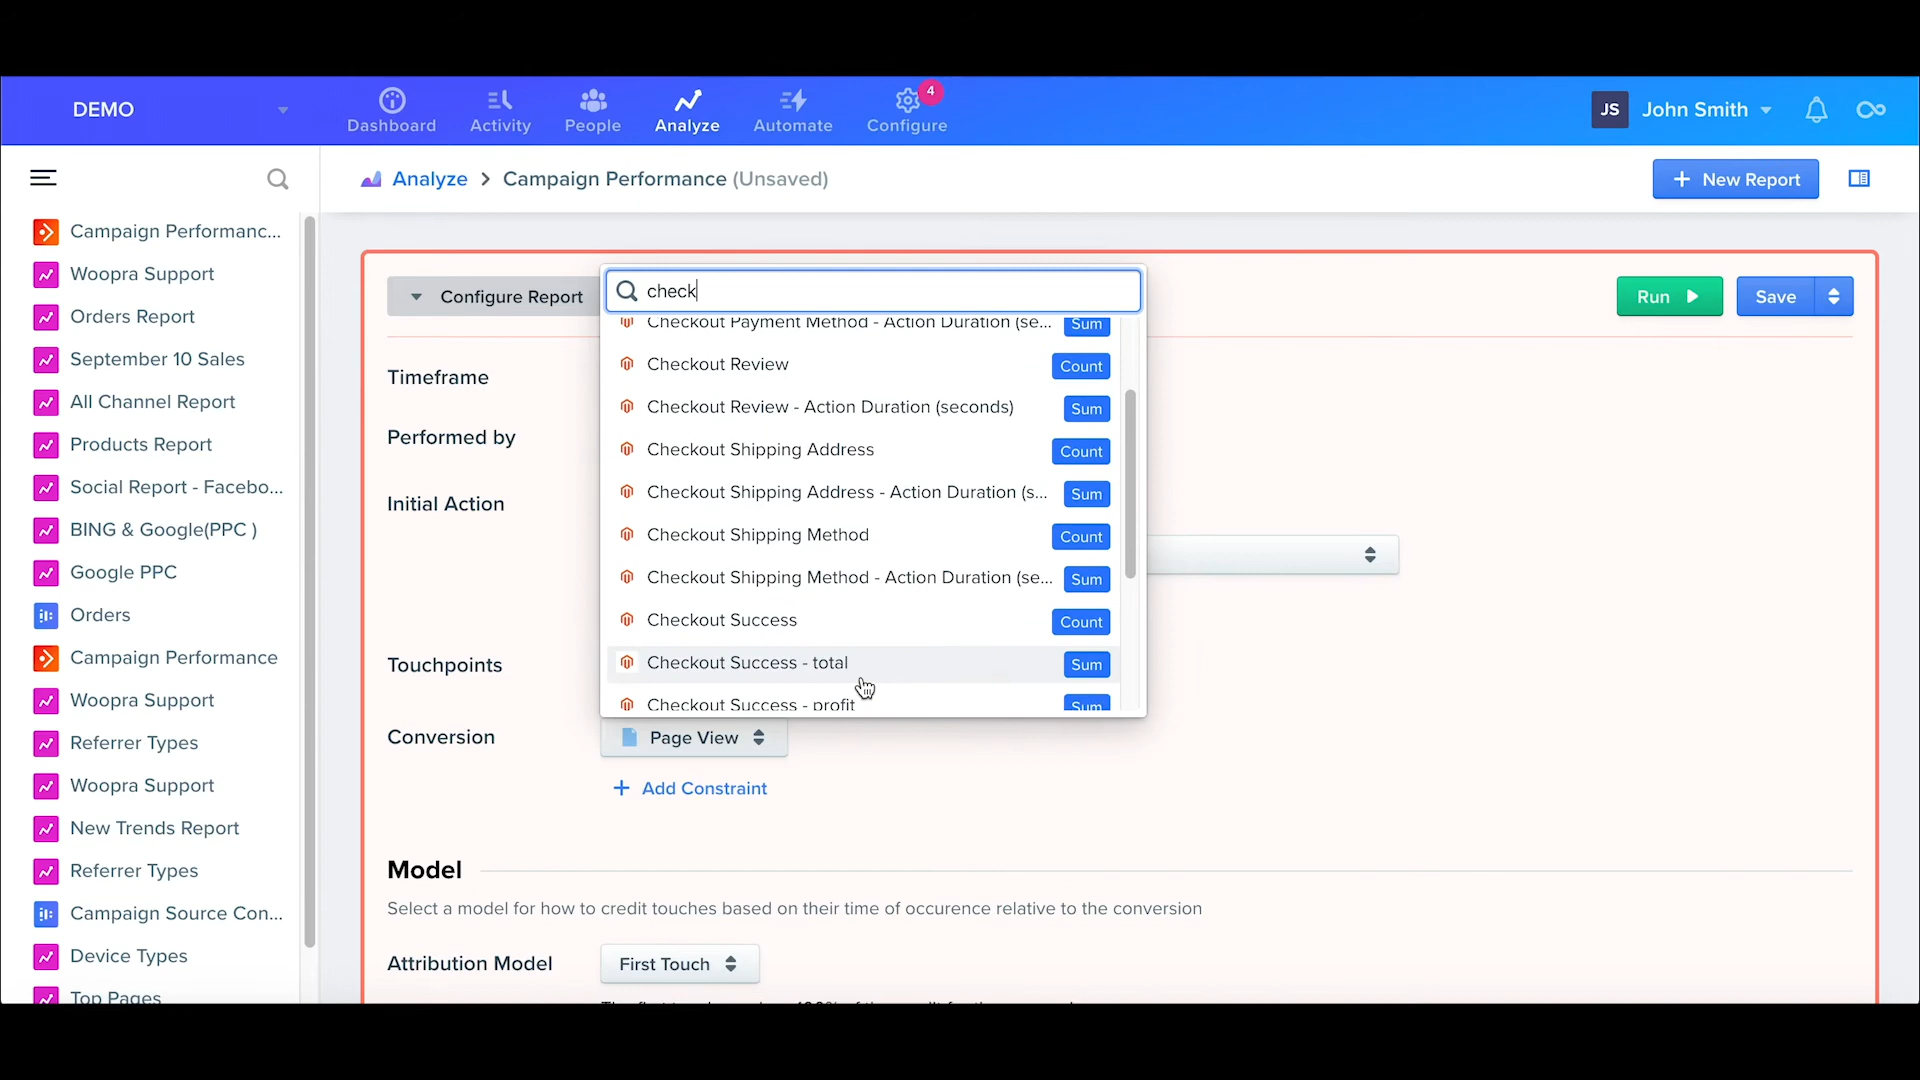 DEMO
Dashboard
Activity
People
Analyze
Automate
Configure
4
JS
John Smith
Analyze > Campaign Performance (Unsaved)
+ New Report
Campaign Performanc...
Woopra Support
Orders Report
September 10 Sales
All Channel Report
Products Report
Social Report - Facebo...
BING & Google(PPC )
Google PPC
Orders
Campaign Performance
Woopra Support
Referrer Types
Woopra Support
New Trends Report
Referrer Types
Campaign Source Con...
Device Types
Top Pages
Configure Report
check
Run
Save
Checkout Payment Method - Action Duration (se... Sum
Checkout Review Count
Checkout Review - Action Duration (seconds) Sum
Checkout Shipping Address Count
Checkout Shipping Address - Action Duration (s... Sum
Checkout Shipping Method Count
Checkout Shipping Method - Action Duration (se... Sum
Checkout Success Count
Checkout Success - total Sum
Checkout Success - profit Sum
Timeframe
Performed by
Initial Action
Touchpoints
Conversion
Page View
+ Add Constraint
Model
Select a model for how to credit touches based on their time of occurence relative to the conversion
Attribution Model
First Touch